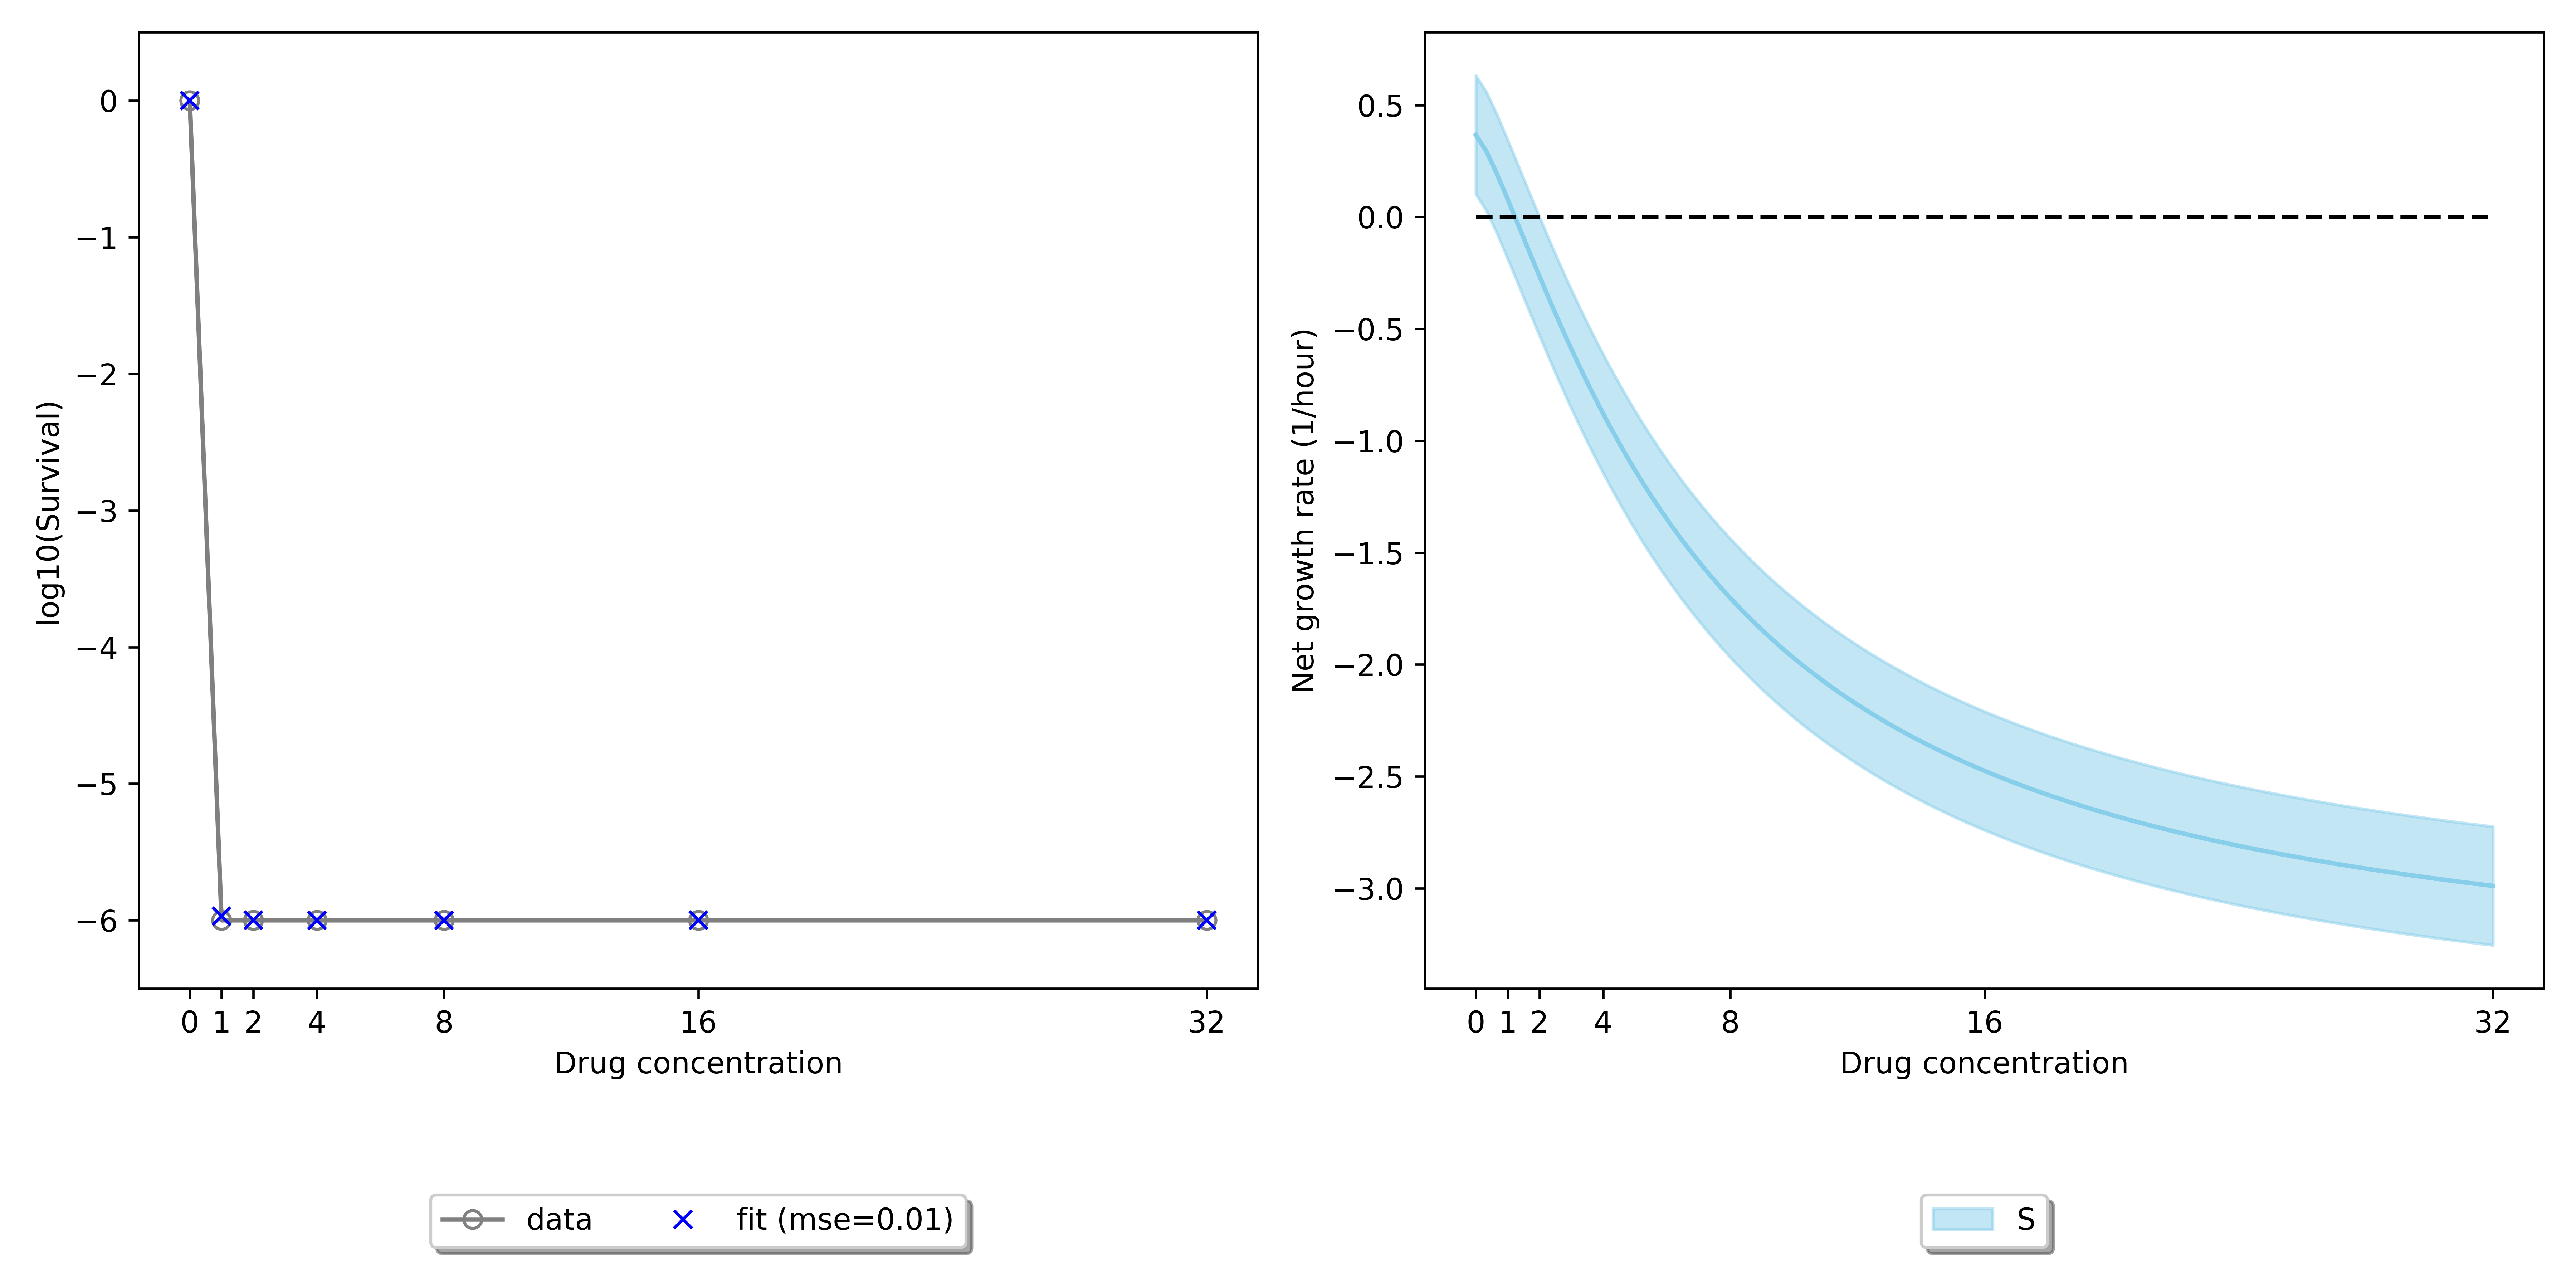 log10(Survival)
0
−1
−2
−3
−4
−5
−6
0 1 2 4 8 16 32
Drug concentration
data fit (mse=0.01)
Net growth rate (1/hour)
0.5
0.0
−0.5
−1.0
−1.5
−2.0
−2.5
−3.0
0 1 2 4 8 16 32
Drug concentration
S